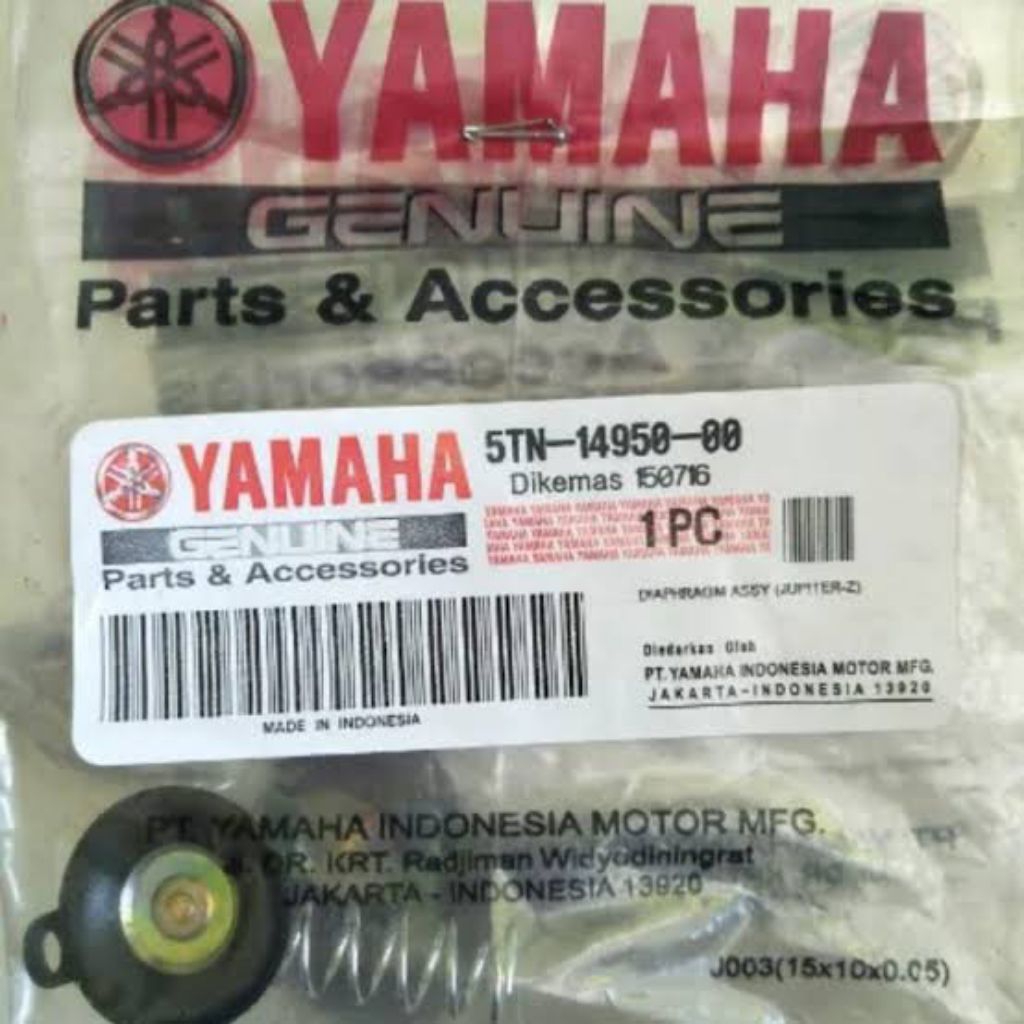 YAMAHA
GENUINE
Parts & Accessories
YAMAHA
GENUINE
Parts & Accessories
5TN-14950-00
Dikemas 150716
1 PC
DIAPHRAGM ASSY (JUPITER-Z)
Diedarkan Oleh
PT. YAMAHA INDONESIA MOTOR MFG.
JAKARTA-INDONESIA 13920
MADE IN INDONESIA
PT. YAMAHA INDONESIA MOTOR MFG.
DR. KRT. Radjiman Widyodiningrat
JAKARTA - INDONESIA 13920
J003(15x10x0.05)